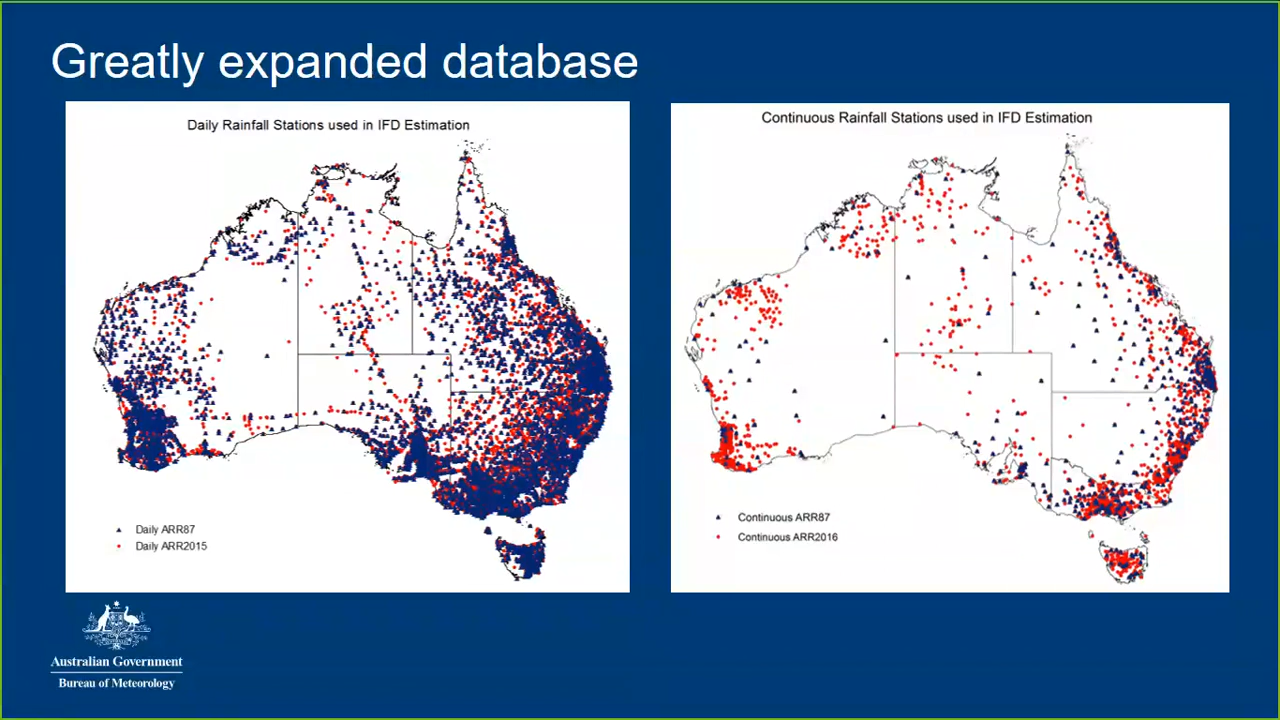 Greatly expanded database
Daily Rainfall Stations used in IFD Estimation
Daily ARR87
Daily ARR2015
Continuous Rainfall Stations used in IFD Estimation
Continuous ARR87
Continuous ARR2016
Australian Government
Bureau of Meteorology